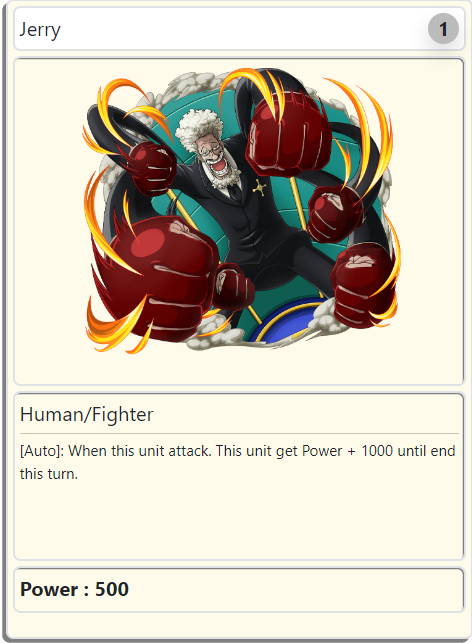 Jerry
1
Human/Fighter
[Auto]: When this unit attack. This unit get Power + 1000 until end
this turn.
Power : 500